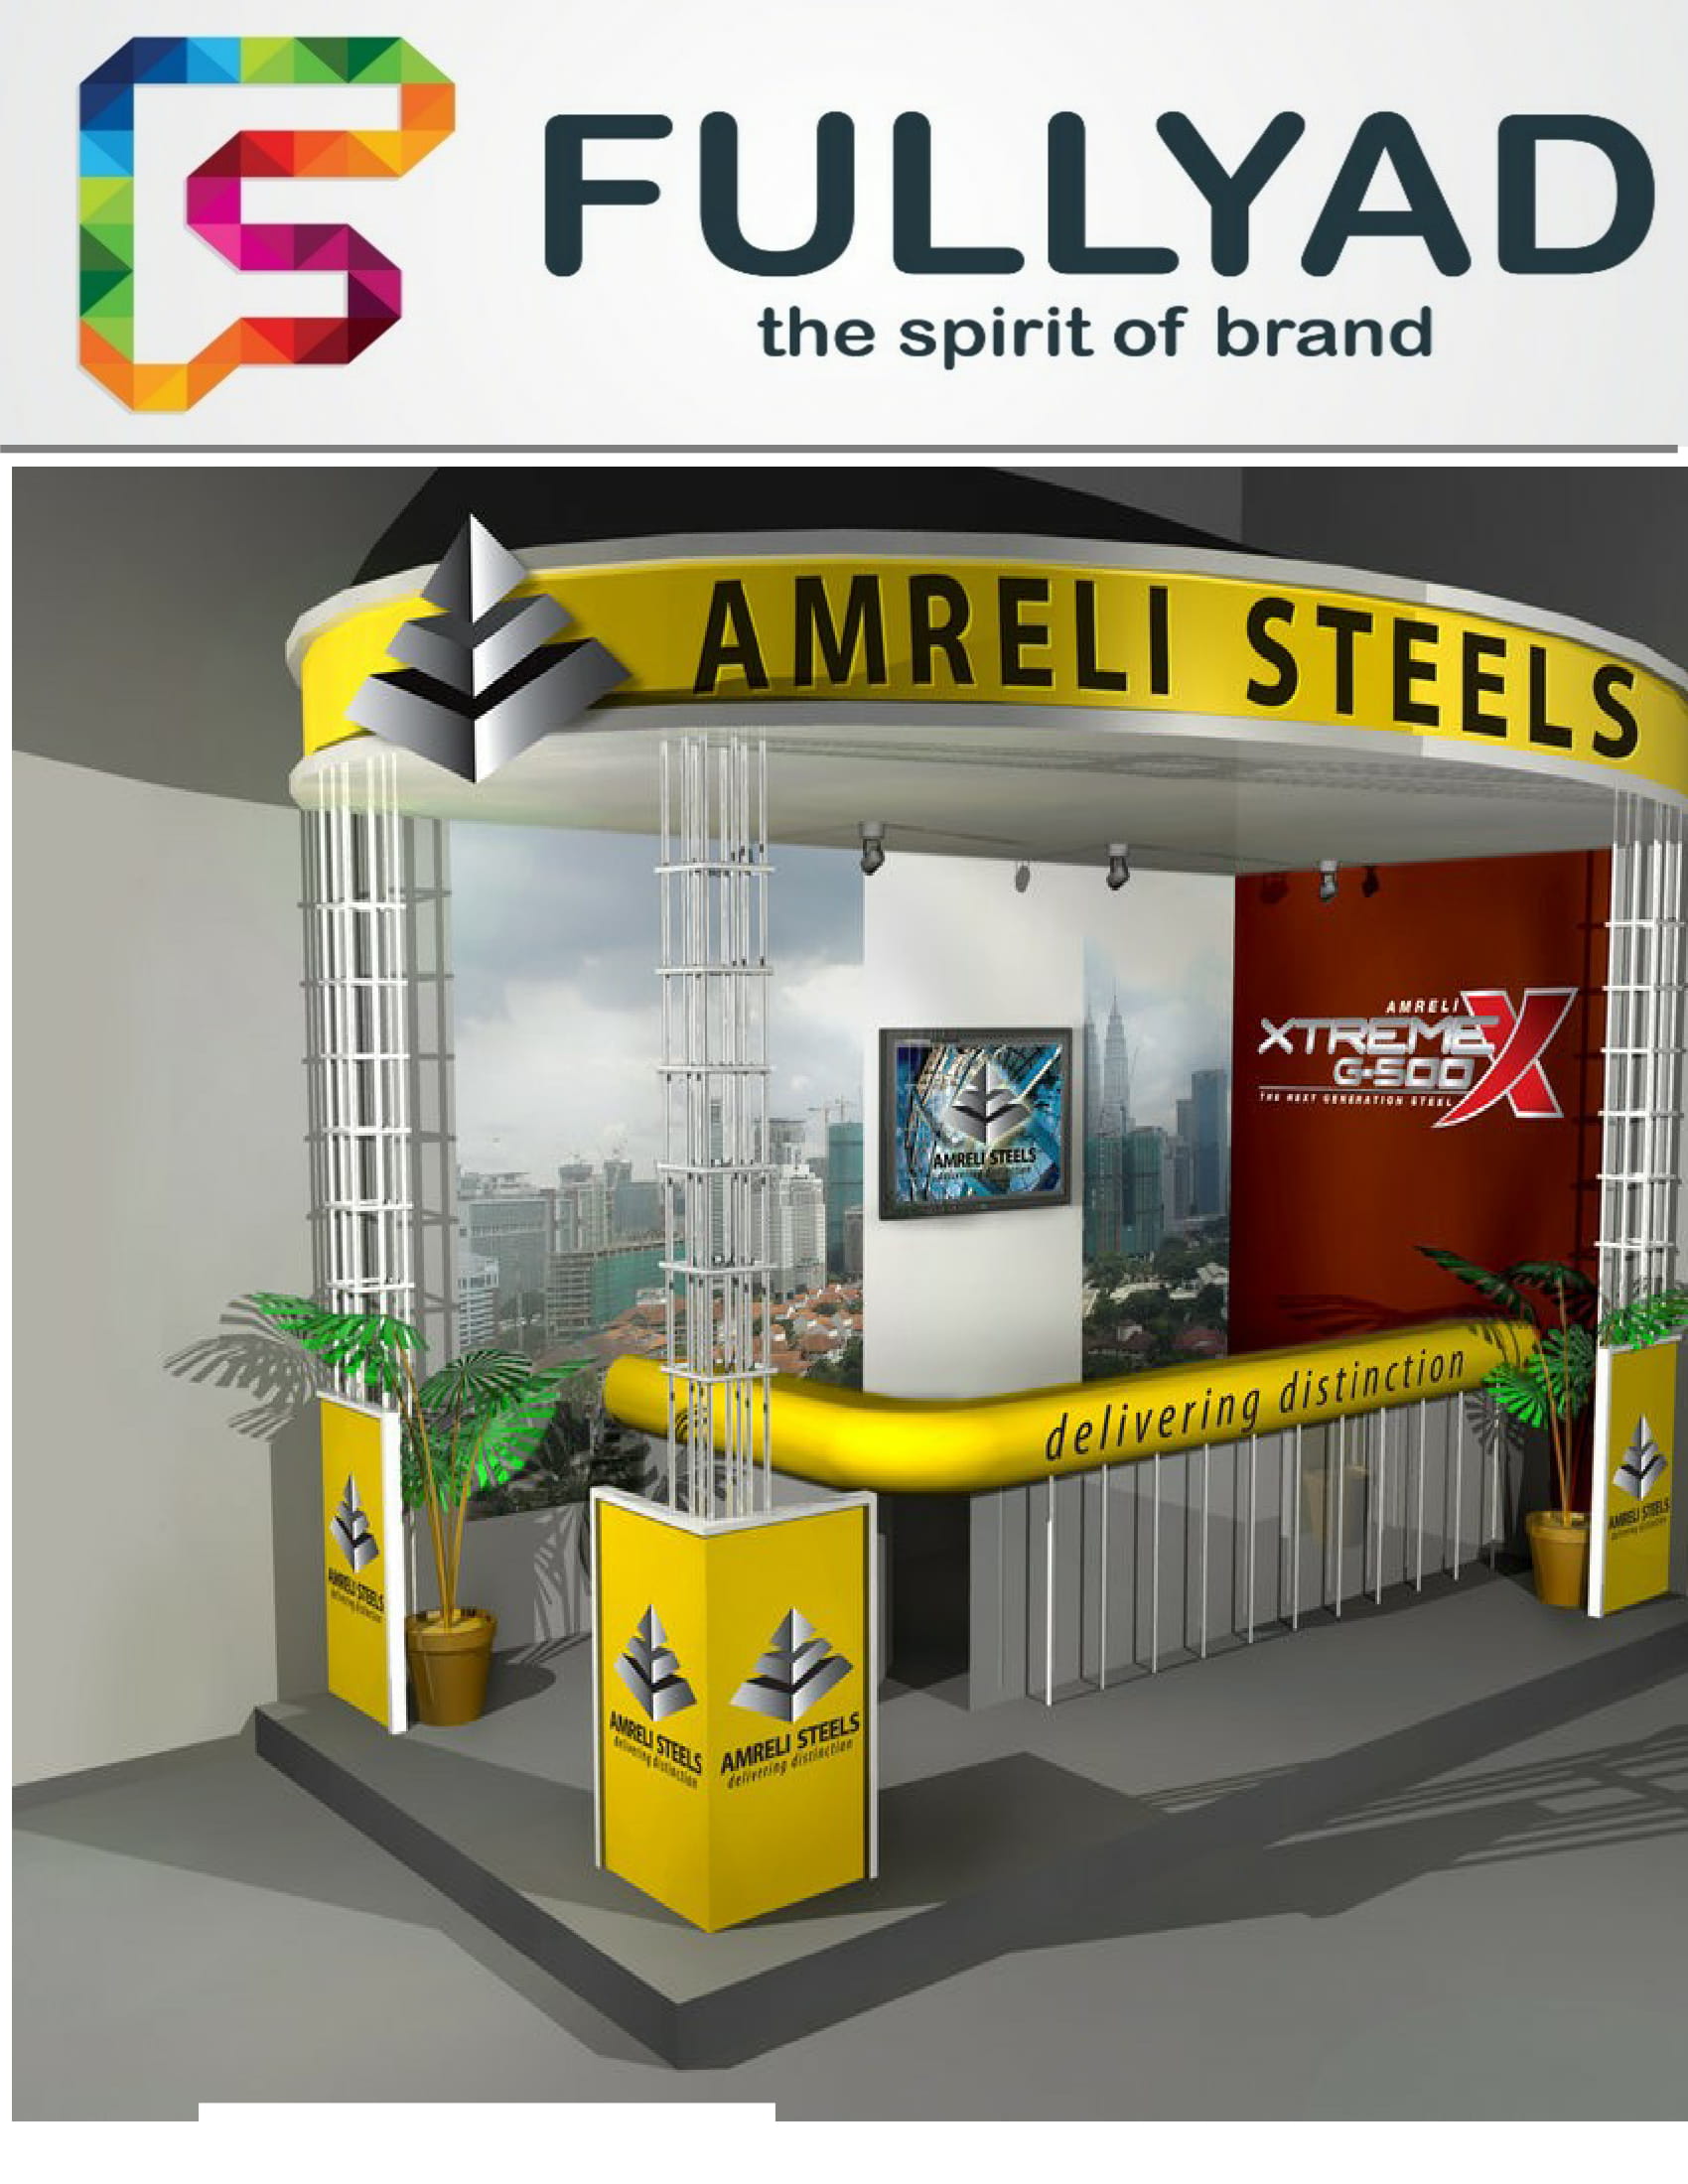 FULLYAD
the spirit of brand
AMRELI STEELS
AMRELI
XTREME
G-500
THE NEXT GENERATION STEEL
AMRELI STEELS
delivering distinction
AMRELI STEELS
delivering distinction
AMRELI STEELS
delivering distinction
AMRELI STEELS
delivering distinction
AMRELI STEELS
delivering distinction